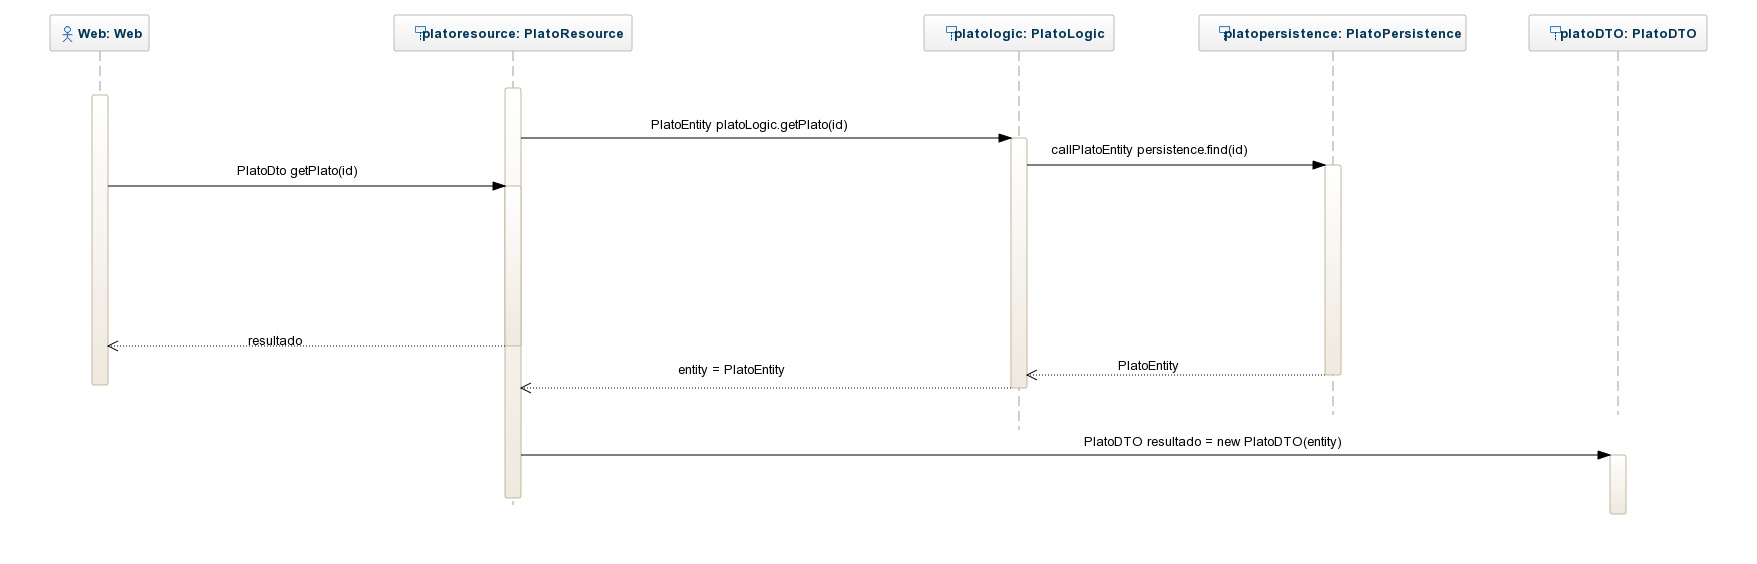 Web: Web
platoresource: PlatoResource
platologic: PlatoLogic
platopersistence: PlatoPersistence
platoDTO: PlatoDTO
PlatoEntity platoLogic.getPlato(id)
callPlatoEntity persistence.find(id)
PlatoDto getPlato(id)
resultado
PlatoEntity
entity = PlatoEntity
PlatoDTO resultado = new PlatoDTO(entity)